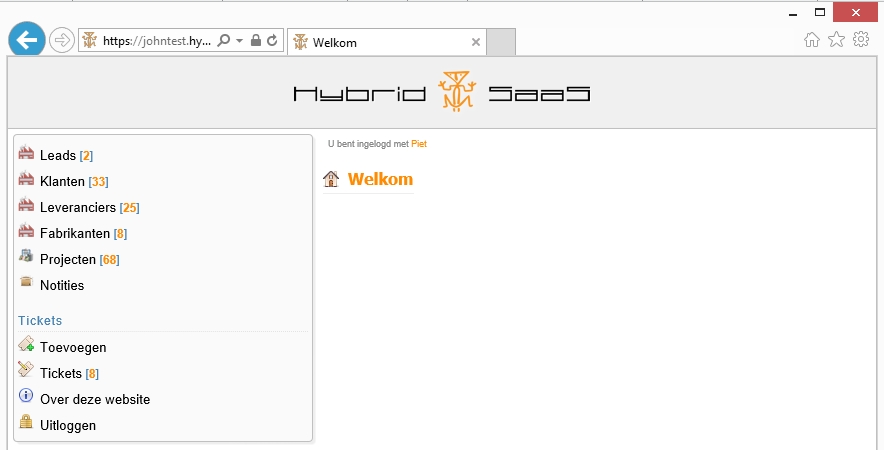 https://johntest.hy...
Welkom
Hybrid SaaS
U bent ingelogd met Piet
Welkom
Leads [2]
Klanten [33]
Leveranciers [25]
Fabrikanten [8]
Projecten [68]
Notities
Tickets
Toevoegen
Tickets [8]
Over deze website
Uitloggen